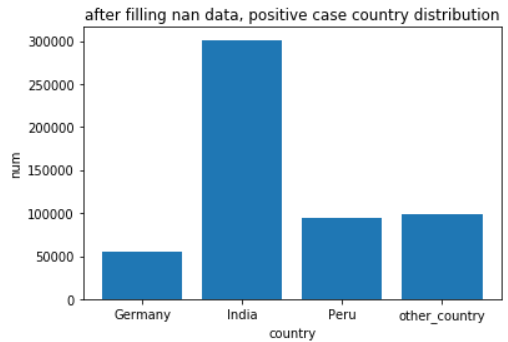 after filling nan data, positive case country distribution
300000
250000
200000
150000
100000
50000
0
num
Germany India Peru other_country
country